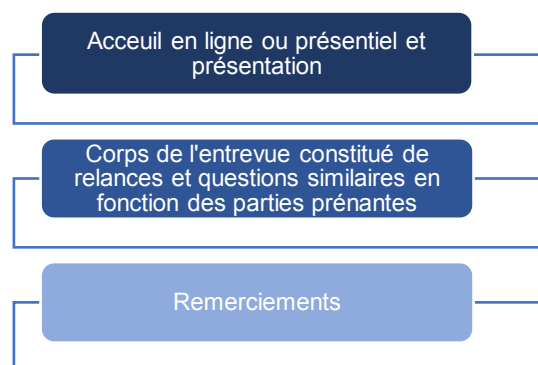 Acceuil en ligne ou présentiel et
présentation
Corps de l'entrevue constitué de
relances et questions similaires en
fonction des parties prénantes
Remerciements